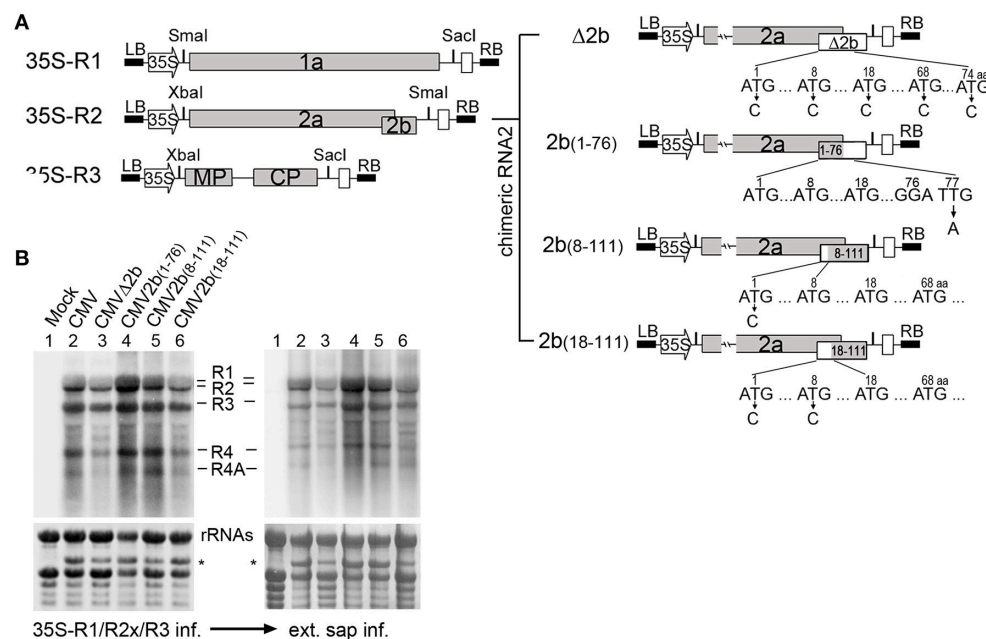 A
LB SmaI SacI RB
35S-R1 35S 1a
LB XbaI SmaI RB
35S-R2 35S 2a 2b
LB XbaI SacI RB
35S-R3 35S MP CP
chimeric RNA2
LB RB
Δ2b 35S 2a Δ2b
1 8 18 68 74 aa
ATG ... ATG ... ATG ... ATG ... ATG
C C C C C
LB RB
2b(1-76) 35S 2a 1-76
1 8 18 76 77
ATG...ATG...ATG...GGA TTG
A
LB RB
2b(8-111) 35S 2a 8-111
1 8 18 68 aa
ATG ... ATG ... ATG ... ATG ...
C
LB RB
2b(18-111) 35S 2a 18-111
1 8 18 68 aa
ATG ... ATG ... ATG ... ATG ...
C C
B
Mock
CMV
CMVΔ2b
CMV2b(1-76)
CMV2b(8-111)
CMV2b(18-111)
1 2 3 4 5 6
1 2 3 4 5 6
R1
R2
R3
R4
R4A
rRNAs
* *
35S-R1/R2x/R3 inf. ext. sap inf.